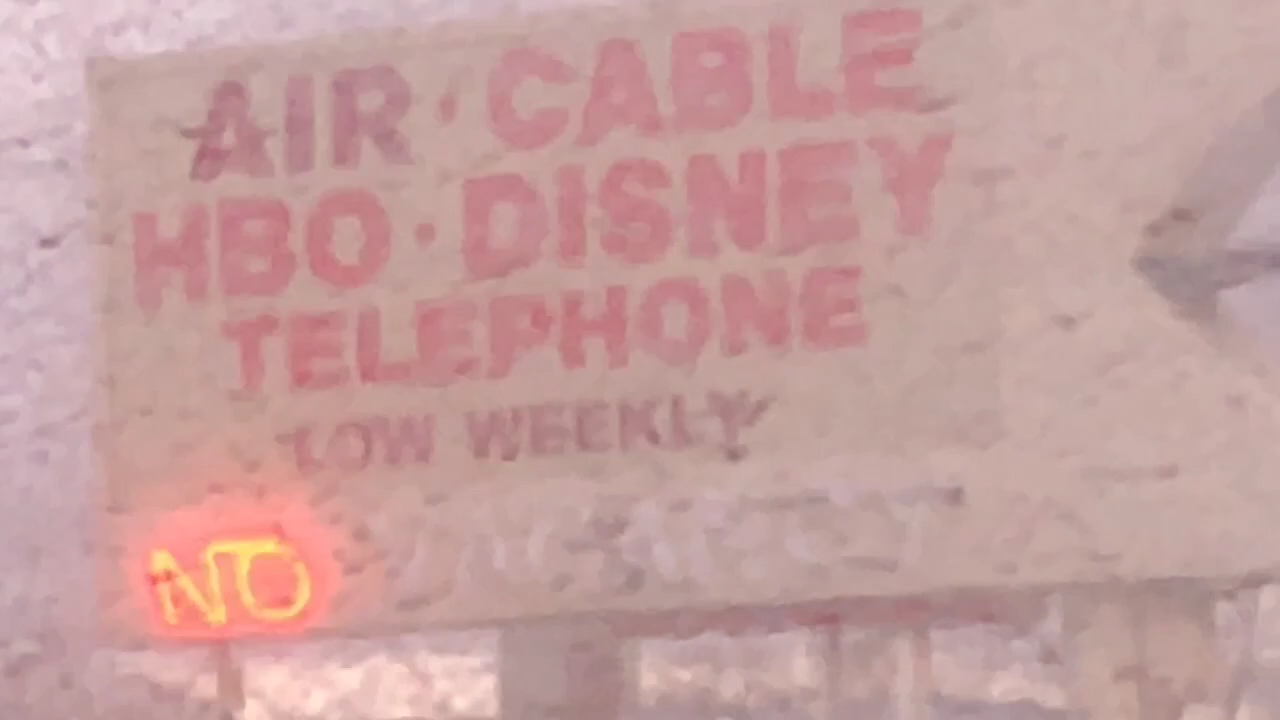 AIR · CABLE
HBO · DISNEY
TELEPHONE
LOW WEEKLY
NO